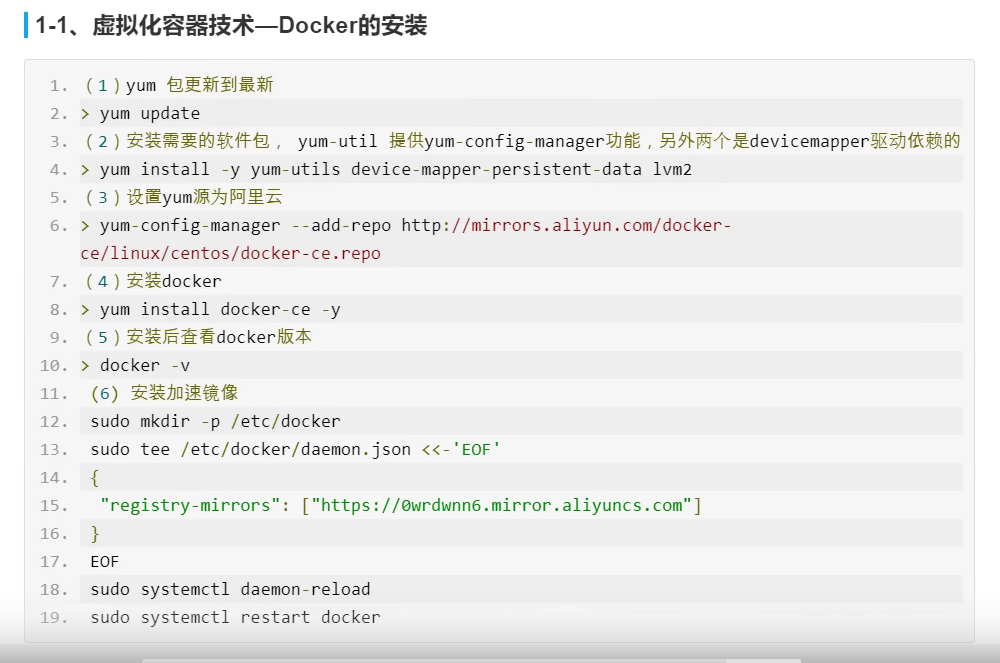 1-1、虚拟化容器技术—Docker的安装
1. （1）yum 包更新到最新
2. > yum update
3. （2）安装需要的软件包， yum-util 提供yum-config-manager功能，另外两个是devicemapper驱动依赖的
4. > yum install -y yum-utils device-mapper-persistent-data lvm2
5. （3）设置yum源为阿里云
6. > yum-config-manager --add-repo http://mirrors.aliyun.com/docker-
ce/linux/centos/docker-ce.repo
7. （4）安装docker
8. > yum install docker-ce -y
9. （5）安装后查看docker版本
10. > docker -v
11. (6) 安装加速镜像
12. sudo mkdir -p /etc/docker
13. sudo tee /etc/docker/daemon.json <<-'EOF'
14. {
15. "registry-mirrors": ["https://0wrdwnn6.mirror.aliyuncs.com"]
16. }
17. EOF
18. sudo systemctl daemon-reload
19. sudo systemctl restart docker